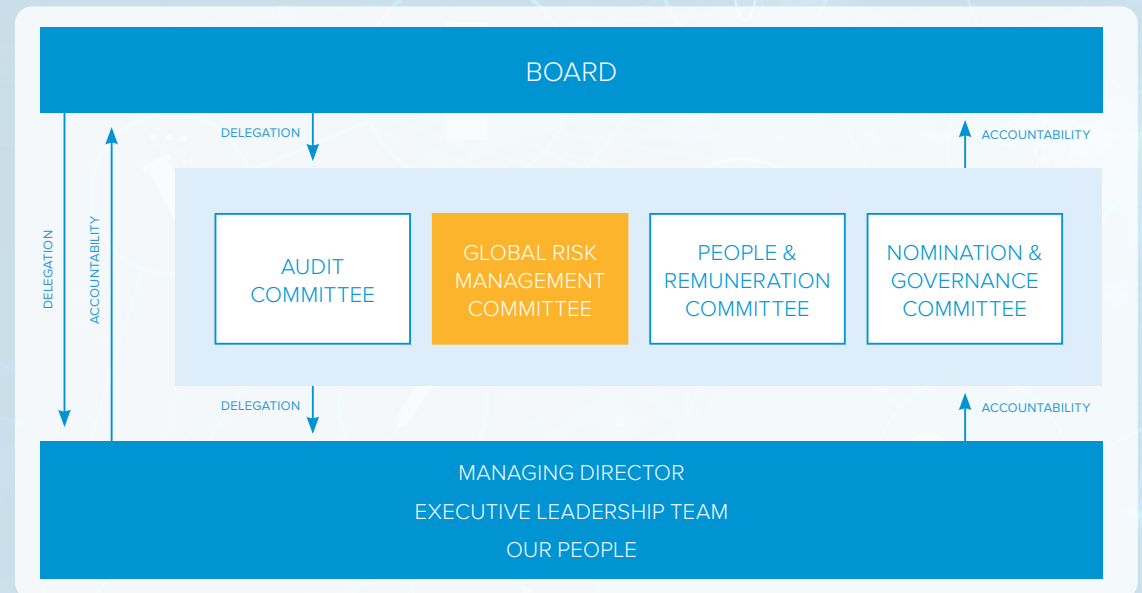 BOARD
DELEGATION
ACCOUNTABILITY
DELEGATION
ACCOUNTABILITY
AUDIT
COMMITTEE
GLOBAL RISK
MANAGEMENT
COMMITTEE
PEOPLE &
REMUNERATION
COMMITTEE
NOMINATION &
GOVERNANCE
COMMITTEE
DELEGATION
ACCOUNTABILITY
MANAGING DIRECTOR
EXECUTIVE LEADERSHIP TEAM
OUR PEOPLE